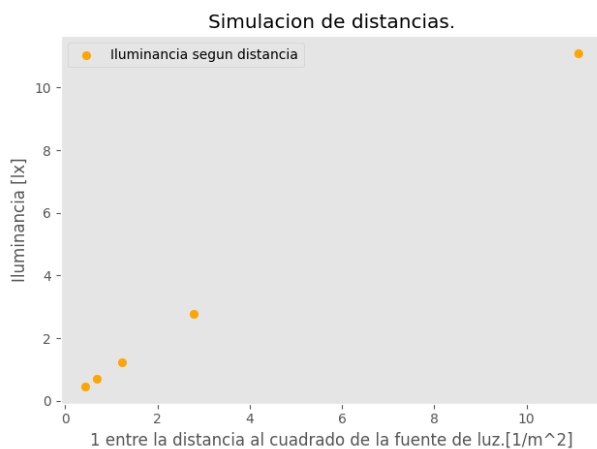 Simulacion de distancias.
Iluminancia segun distancia
Iluminancia [lx]
10
8
6
4
2
0
0 2 4 6 8 10
1 entre la distancia al cuadrado de la fuente de luz.[1/m^2]